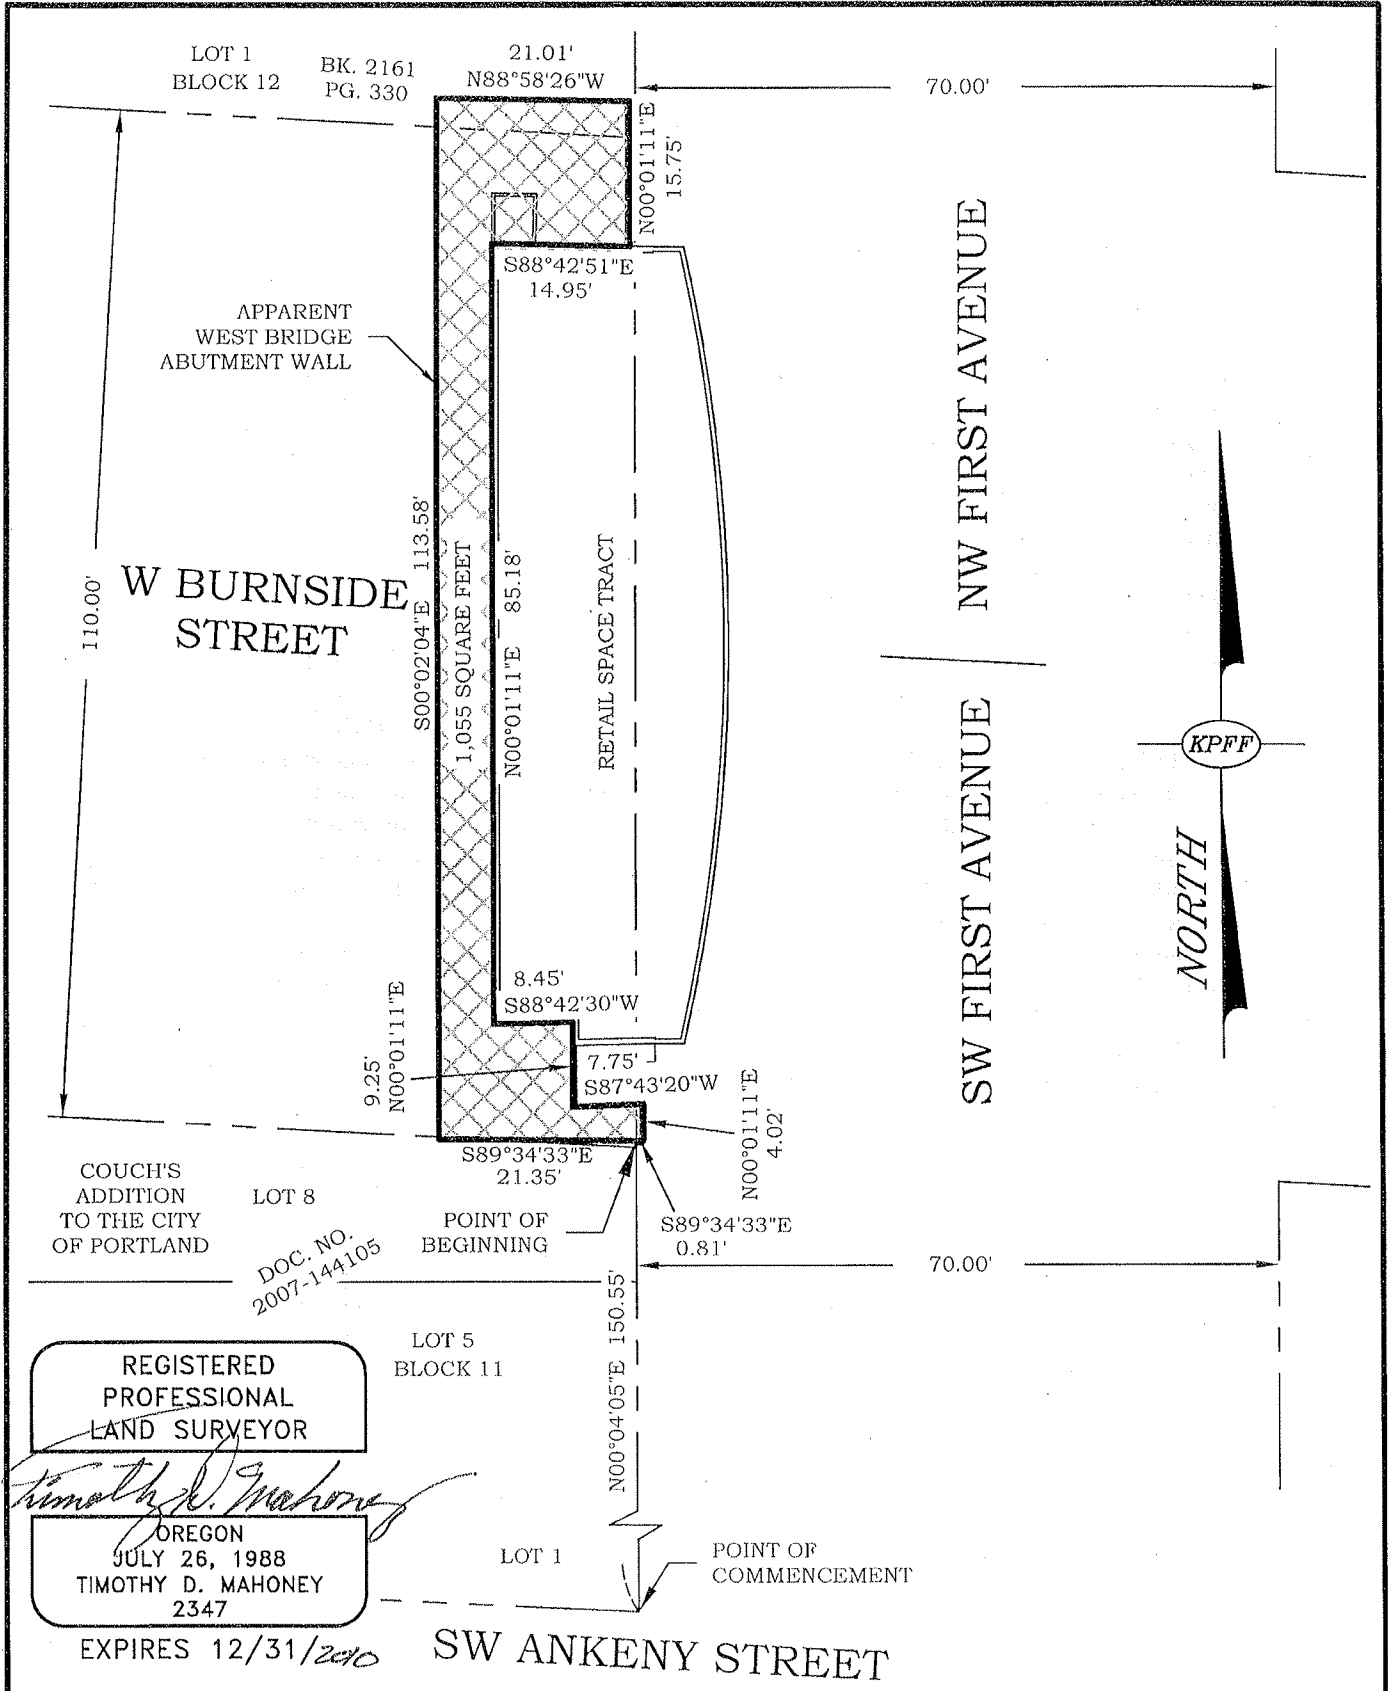 LOT 1
BLOCK 12
BK. 2161
PG. 330
21.01'
N88°58'26"W
70.00'
N00°01'11"E
15.75'
S88°42'51"E
14.95'
APPARENT
WEST BRIDGE
ABUTMENT WALL
110.00'
W BURNSIDE
STREET
S00°02'04"E 113.58'
1,055 SQUARE FEET
N00°01'11"E 85.18'
RETAIL SPACE TRACT
NW FIRST AVENUE
SW FIRST AVENUE
KPFF
NORTH
8.45'
S88°42'30"W
9.25'
N00°01'11"E
7.75'
S87°43'20"W
N00°01'11"E
4.02'
S89°34'33"E
21.35'
COUCH'S
ADDITION
TO THE CITY
OF PORTLAND
LOT 8
POINT OF
BEGINNING
S89°34'33"E
0.81'
DOC. NO.
2007-144105
70.00'
N00°04'05"E 150.55'
LOT 5
BLOCK 11
REGISTERED
PROFESSIONAL
LAND SURVEYOR
Timothy D. Mahoney
OREGON
JULY 26, 1988
TIMOTHY D. MAHONEY
2347
EXPIRES 12/31/2010
LOT 1
POINT OF
COMMENCEMENT
SW ANKENY STREET